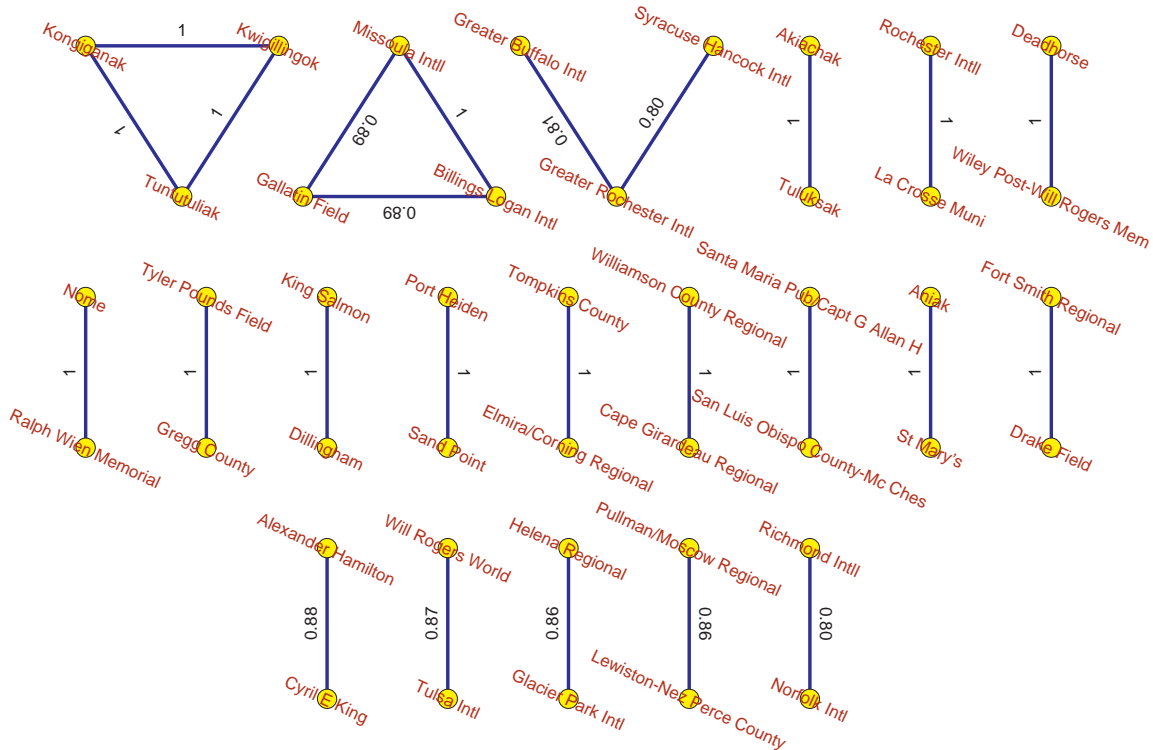 Kongiganak
1
Kwigillingok
1
1
Tuntutuliak
Missoula Intll
0.89
1
Gallatin Field
0.89
Billings Logan Intl
Greater Buffalo Intl
0.81
Syracuse Hancock Intl
0.80
Greater Rochester Intl
Akiachak
1
Tuluksak
Rochester Intll
1
La Crosse Muni
Deadhorse
1
Wiley Post-Will Rogers Mem
Nome
1
Ralph Wien Memorial
Tyler Pounds Field
1
Gregg County
King Salmon
1
Dillingham
Port Heiden
1
Sand Point
Tompkins County
1
Elmira/Corning Regional
Williamson County Regional
1
Cape Girardeau Regional
Santa Maria Pub/Capt G Allan H
1
San Luis Obispo County-Mc Ches
Aniak
1
St Mary's
Fort Smith Regional
1
Drake Field
Alexander Hamilton
0.88
Cyril E King
Will Rogers World
0.87
Tulsa Intl
Helena Regional
0.86
Glacier Park Intl
Pullman/Moscow Regional
0.86
Lewiston-Nez Perce County
Richmond Intll
0.80
Norfolk Intl